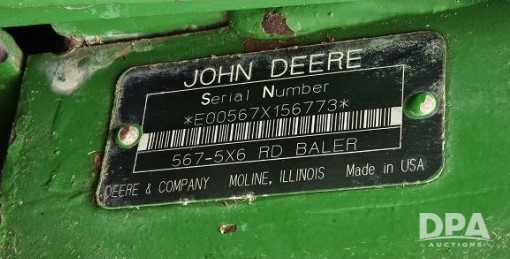 JOHN DEERE
Serial Number
*E00567X156773*
567-5X6 RD BALER
DEERE & COMPANY MOLINE, ILLINOIS Made in USA
DPA
AUCTIONS